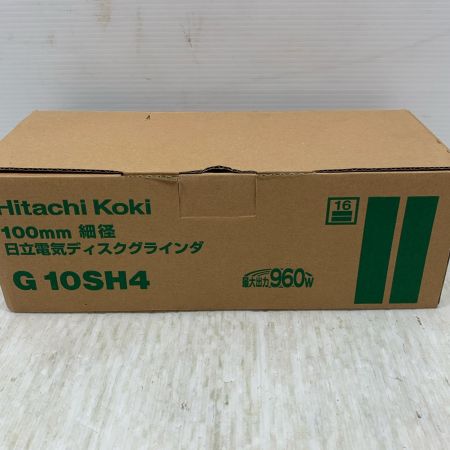 Hitachi Koki
100mm 細径
日立電気ディスクグラインダ
G 10SH4
最大出力960W
16